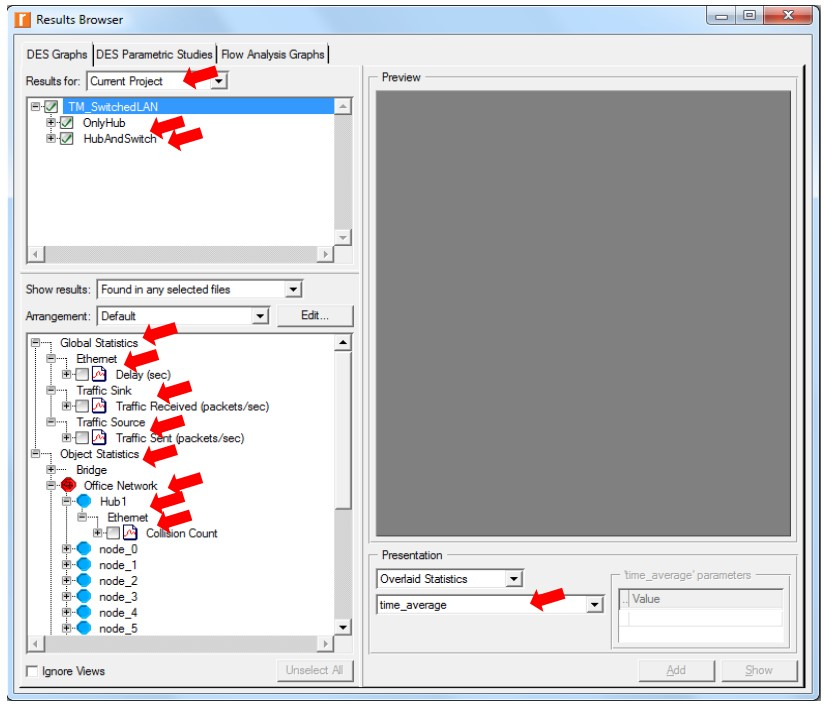 Results Browser
DES Graphs DES Parametric Studies Flow Analysis Graphs
Results for: Current Project
TM_SwitchedLAN
OnlyHub
HubAndSwitch
Show results: Found in any selected files
Arrangement: Default Edit...
Global Statistics
Ethernet
Delay (sec)
Traffic Sink
Traffic Received (packets/sec)
Traffic Source
Traffic Sent (packets/sec)
Object Statistics
Bridge
Office Network
Hub1
Ethernet
Collision Count
node_0
node_1
node_2
node_3
node_4
node_5
Ignore Views Unselect All
Preview
Presentation
Overlaid Statistics
time_average
'time_average' parameters
.. Value
Add Show